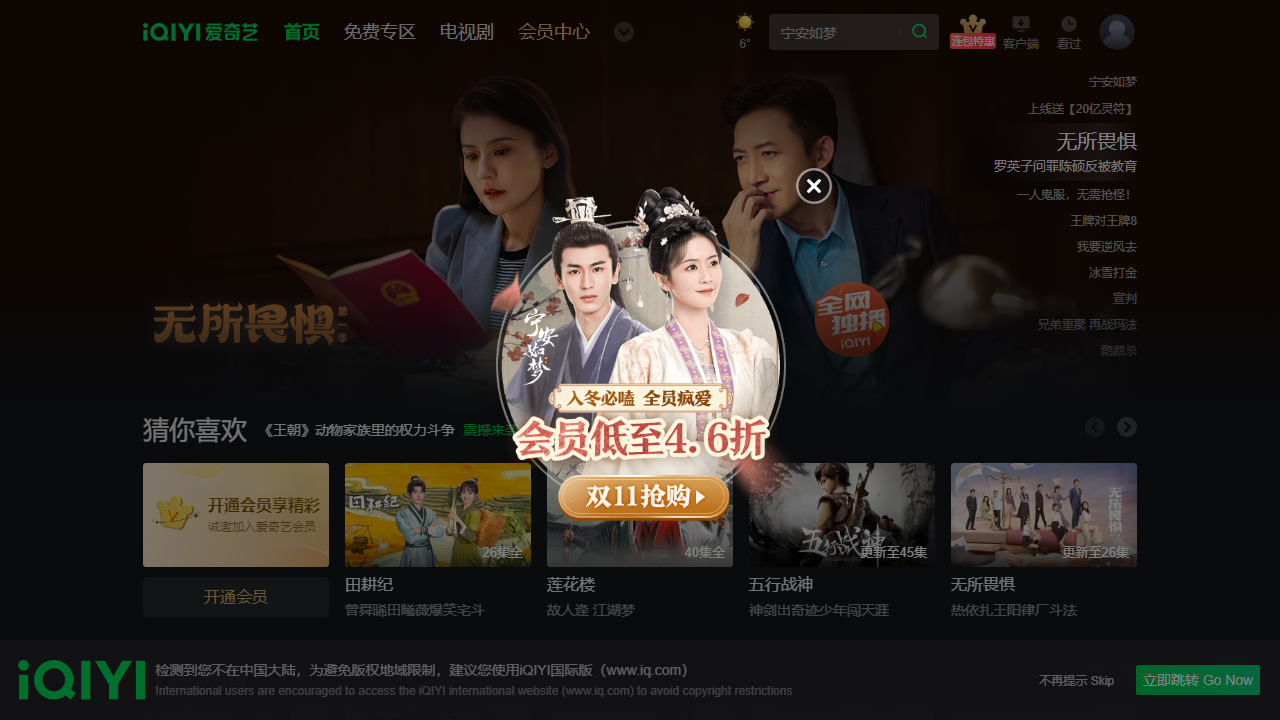 iQIYI 爱奇艺
首页
免费专区
电视剧
会员中心
6°
宁安如梦
连包特惠
客户端
看过
宁安如梦
上线送【20亿灵符】
无所畏惧
罗英子问罪陈硕反被教育
一人鬼服，无需抢怪！
王牌对王牌8
我要逆风去
冰雪打金
宣判
兄弟重聚 再战玛法
鹦鹉杀
无所畏惧
第一季
全网
独播
iQIYI
宁安如梦
入冬必嗑 全员疯爱
会员低至4.6折
双11抢购
猜你喜欢
《王朝》动物家族里的权力斗争
震撼来
开通会员享精彩
诚邀加入爱奇艺会员
开通会员
田耕纪
26集全
田耕纪
曾舜晞田曦薇爆笑宅斗
40集全
莲花楼
故人逢 江湖梦
五行战神
更新至45集
五行战神
神剑出奇迹少年闯天涯
无所畏惧
更新至26集
无所畏惧
热依扎王阳律厂斗法
iQIYI
检测到您不在中国大陆，为避免版权地域限制，建议您使用iQIYI国际版（www.iq.com）
International users are encouraged to access the iQIYI international website (www.iq.com) to avoid copyright restrictions
不再提示 Skip
立即跳转 Go Now